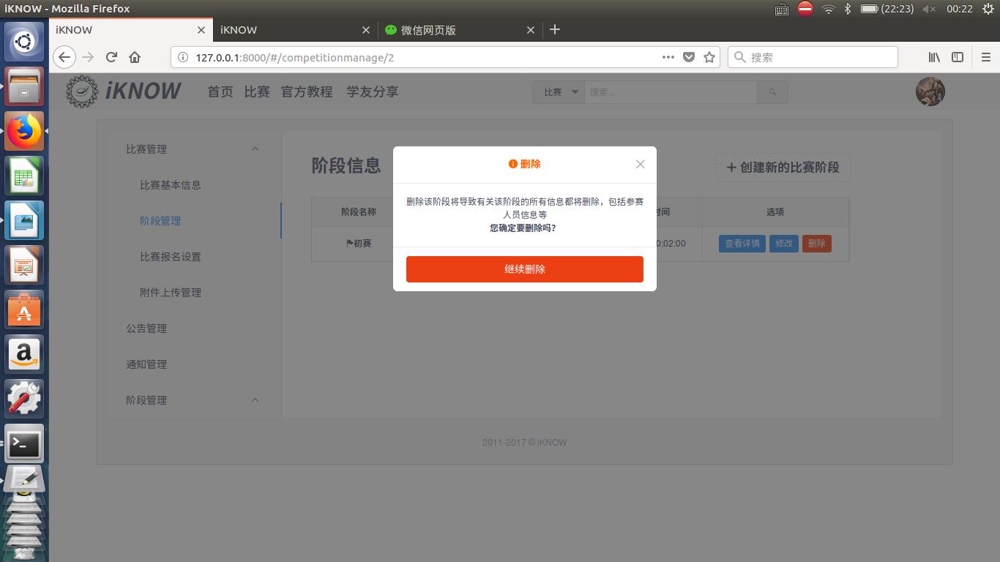 iKNOW - Mozilla Firefox
(22:23)
00:22
iKNOW
iKNOW
微信网页版
127.0.0.1:8000/#/competitionmanage/2
搜索
iKNOW
首页 比赛 官方教程 学友分享
比赛
搜索...
比赛管理
比赛基本信息
阶段管理
比赛报名设置
附件上传管理
公告管理
通知管理
阶段管理
阶段信息
+ 创建新的比赛阶段
阶段名称
时间
选项
初赛
0:02:00
查看详情 修改 删除
删除
删除该阶段将导致有关该阶段的所有信息都将删除，包括参赛
人员信息等
您确定要删除吗?
继续删除
2011-2017 © iKNOW